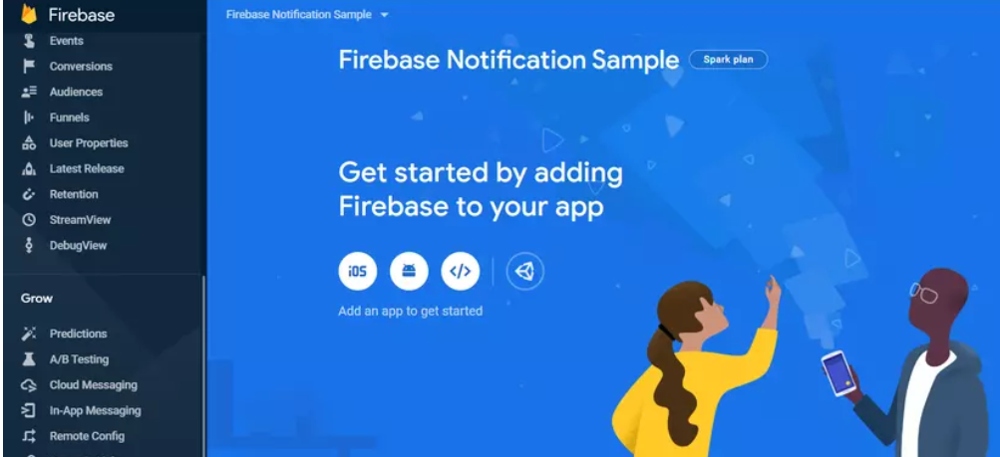 Firebase
Events
Conversions
Audiences
Funnels
User Properties
Latest Release
Retention
StreamView
DebugView
Grow
Predictions
A/B Testing
Cloud Messaging
In-App Messaging
Remote Config
Firebase Notification Sample
Firebase Notification Sample Spark plan
Get started by adding
Firebase to your app
iOS </>
Add an app to get started